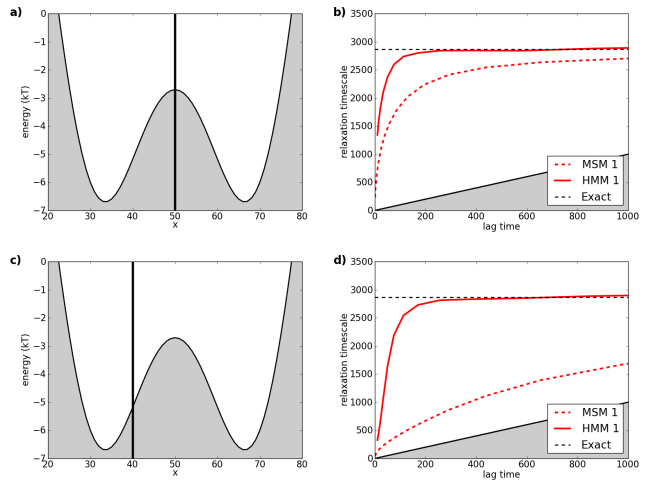 a)
energy (kT)
0
−1
−2
−3
−4
−5
−6
−7
20 30 40 50 60 70 80
x
b)
relaxation timescale
3500
3000
2500
2000
1500
1000
500
0
0 200 400 600 800 1000
lag time
MSM 1
HMM 1
Exact
c)
energy (kT)
0
−1
−2
−3
−4
−5
−6
−7
20 30 40 50 60 70 80
x
d)
relaxation timescale
3500
3000
2500
2000
1500
1000
500
0
0 200 400 600 800 1000
lag time
MSM 1
HMM 1
Exact